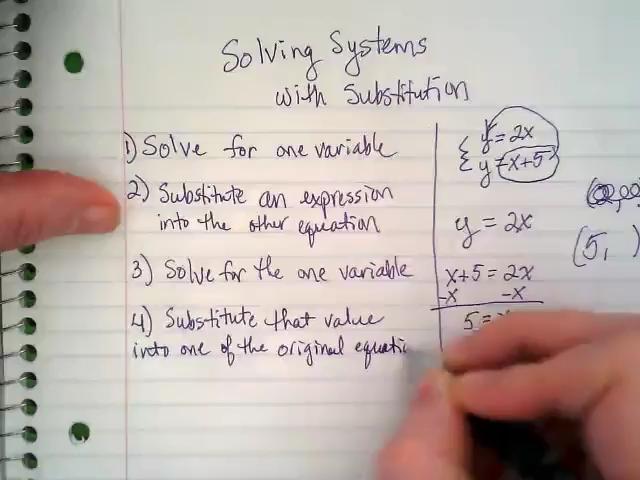 Solving Systems
with Substitution
1) Solve for one variable
2) Substitute an expression
into the other equation
3) Solve for the one variable
4) Substitute that value
into one of the original equati
y = 2x
y = x+5
y = 2x
x+5 = 2x
-x -x
5 = x
(5, )